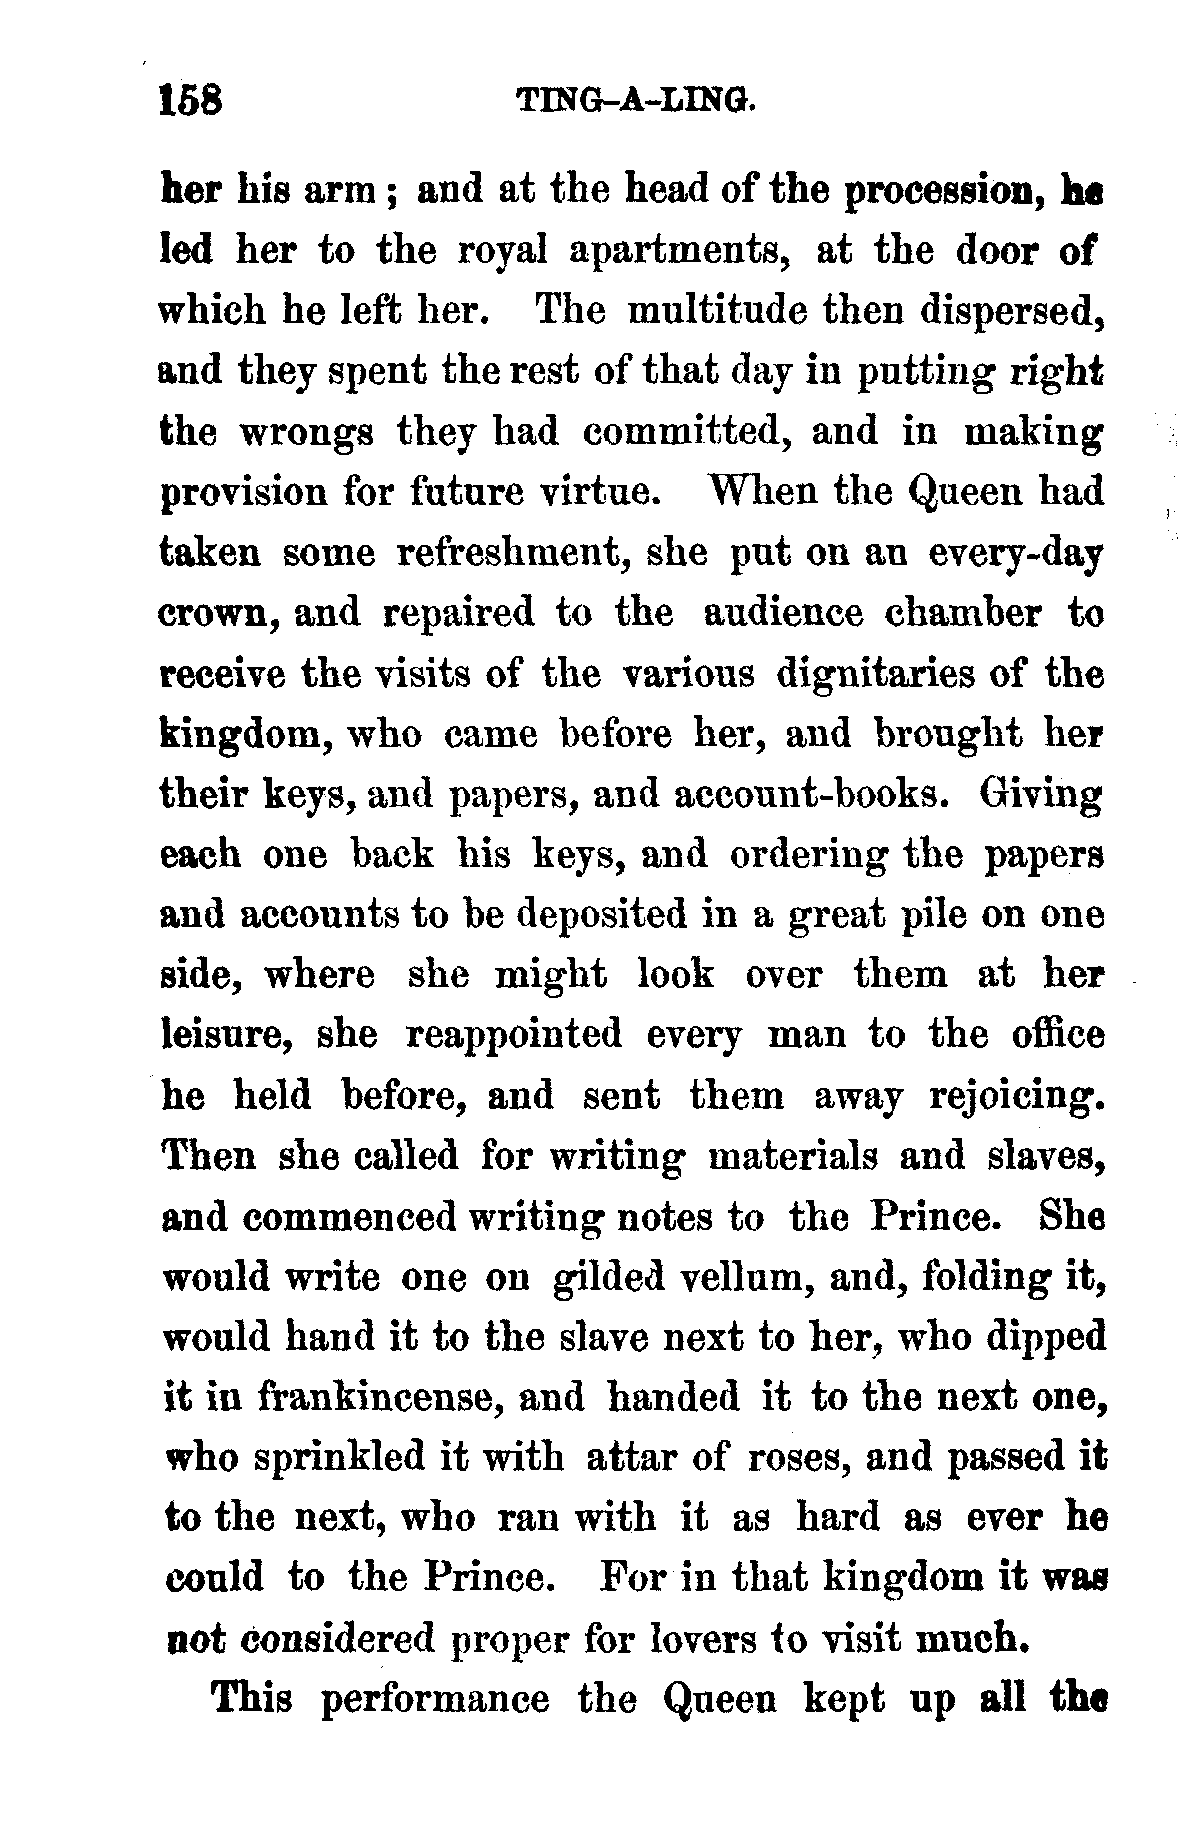 158 TING-A-LING.
her his arm; and at the head of the procession, he
led her to the royal apartments, at the door of
which he left her. The multitude then dispersed,
and they spent the rest of that day in putting right
the wrongs they had committed, and in making
provision for future virtue. When the Queen had
taken some refreshment, she put on an every-day
crown, and repaired to the audience chamber to
receive the visits of the various dignitaries of the
kingdom, who came before her, and brought her
their keys, and papers, and account-books. Giving
each one back his keys, and ordering the papers
and accounts to be deposited in a great pile on one
side, where she might look over them at her
leisure, she reappointed every man to the office
he held before, and sent them away rejoicing.
Then she called for writing materials and slaves,
and commenced writing notes to the Prince. She
would write one on gilded vellum, and, folding it,
would hand it to the slave next to her, who dipped
it in frankincense, and handed it to the next one,
who sprinkled it with attar of roses, and passed it
to the next, who ran with it as hard as ever he
could to the Prince. For in that kingdom it was
not considered proper for lovers to visit much.
This performance the Queen kept up all the